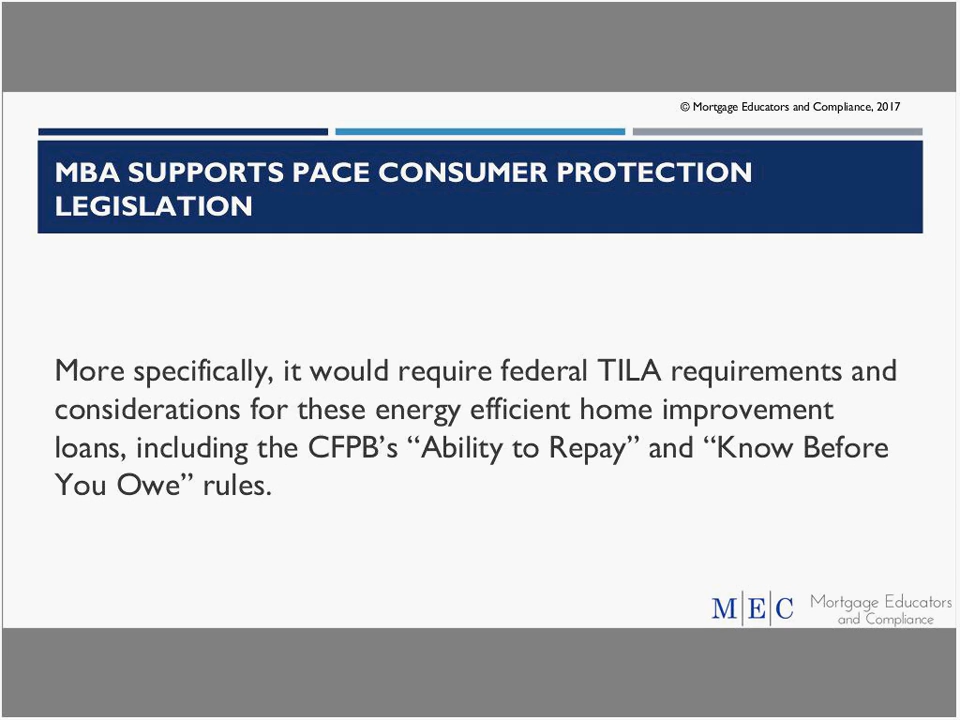 © Mortgage Educators and Compliance, 2017
MBA SUPPORTS PACE CONSUMER PROTECTION
LEGISLATION
More specifically, it would require federal TILA requirements and
considerations for these energy efficient home improvement
loans, including the CFPB’s “Ability to Repay” and “Know Before
You Owe” rules.
M|E|C Mortgage Educators
and Compliance